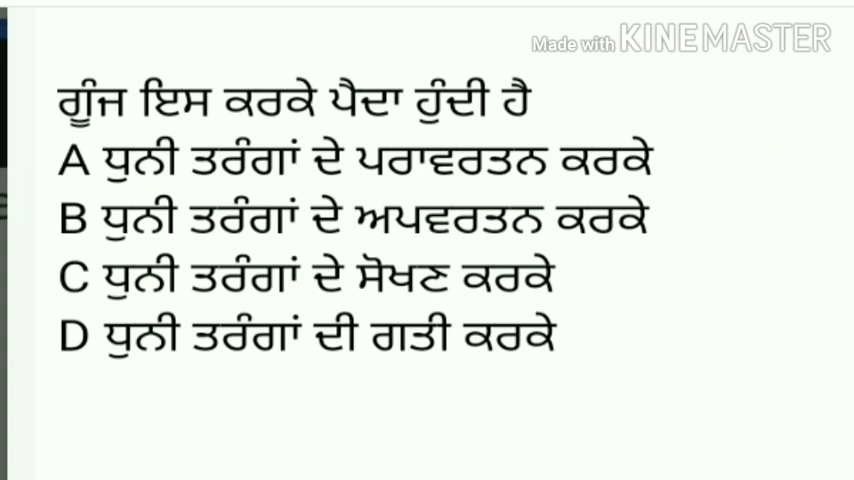 Made with KINEMASTER
ਗੂੰਜ ਇਸ ਕਰਕੇ ਪੈਦਾ ਹੁੰਦੀ ਹੈ
A ਧੁਨੀ ਤਰੰਗਾਂ ਦੇ ਪਰਾਵਰਤਨ ਕਰਕੇ
B ਧੁਨੀ ਤਰੰਗਾਂ ਦੇ ਅਪਵਰਤਨ ਕਰਕੇ
C ਧੁਨੀ ਤਰੰਗਾਂ ਦੇ ਸੋਖਣ ਕਰਕੇ
D ਧੁਨੀ ਤਰੰਗਾਂ ਦੀ ਗਤੀ ਕਰਕੇ